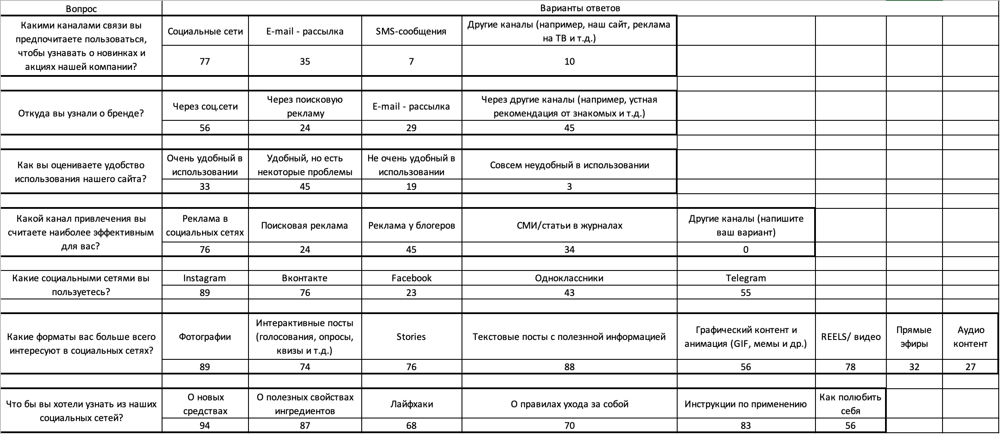 Вопрос
Варианты ответов
Какими каналами связи вы
предпочитаете пользоваться,
чтобы узнавать о новинках и
акциях нашей компании?
Социальные сети
E-mail - рассылка
SMS-сообщения
Другие каналы (например, наш сайт, реклама
на ТВ и т.д.)
77
35
7
10
Откуда вы узнали о бренде?
Через соц.сети
Через поисковую
рекламу
E-mail - рассылка
Через другие каналы (например, устная
рекомендация от знакомых и т.д.)
56
24
29
45
Как вы оцениваете удобство
использования нашего сайта?
Очень удобный в
использовании
Удобный, но есть
некоторые проблемы
Не очень удобный в
использовании
Совсем неудобный в использовании
33
45
19
3
Какой канал привлечения вы
считаете наиболее эффективным
для вас?
Реклама в
социальных сетях
Поисковая реклама
Реклама у блогеров
СМИ/статьи в журналах
Другие каналы (напишите
ваш вариант)
76
24
45
34
0
Какие социальными сетями вы
пользуетесь?
Instagram
Вконтакте
Facebook
Одноклассники
Telegram
89
76
23
43
55
Какие форматы вас больше всего
интересуют в социальных сетях?
Фотографии
Интерактивные посты
(голосования, опросы,
квизы и т.д.)
Stories
Текстовые посты с полезнной информацией
Графический контент и
анимация (GIF, мемы и др.)
REELS/ видео
Прямые
эфиры
Аудио
контент
89
74
76
88
56
78
32
27
Что бы вы хотели узнать из наших
социальных сетей?
О новых
средствах
О полезных свойствах
ингредиентов
Лайфхаки
О правилах ухода за собой
Инструкции по применению
Как полюбить
себя
94
87
68
70
83
56